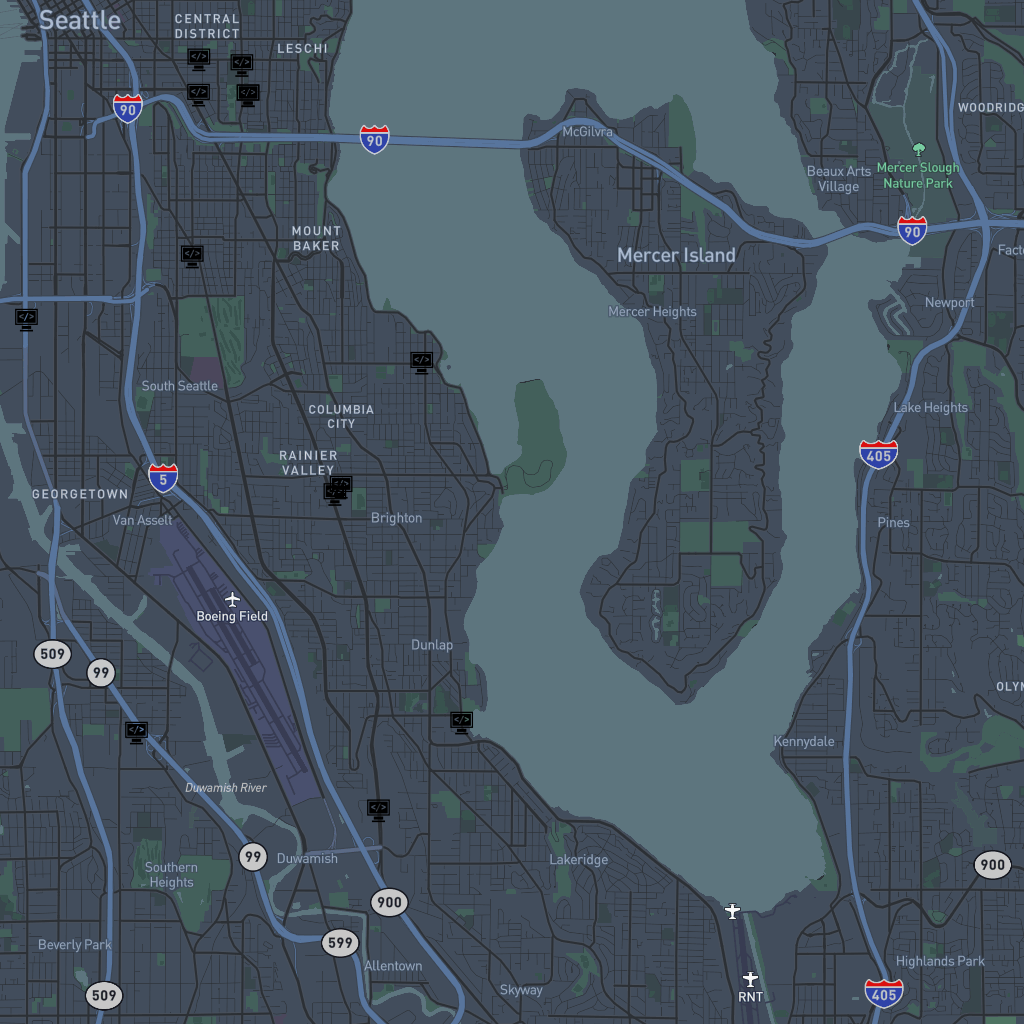 Seattle
CENTRAL
DISTRICT
LESCHI
</>
</>
</>
</>
90
90
McGilvra
WOODRIDG
Beaux Arts
Village
Mercer Slough
Nature Park
90
MOUNT
BAKER
</>
Mercer Island
Facto
Newport
Mercer Heights
</>
</>
South Seattle
COLUMBIA
CITY
Lake Heights
RAINIER
VALLEY
405
5
</>
</>
GEORGETOWN
Van Asselt
Brighton
Pines
Boeing Field
Dunlap
509
99
OLYM
</>
</>
Kennydale
Duwamish River
</>
99
Duwamish
Lakeridge
900
Southern
Heights
900
Beverly Park
599
Allentown
Highlands Park
Skyway
509
RNT
405